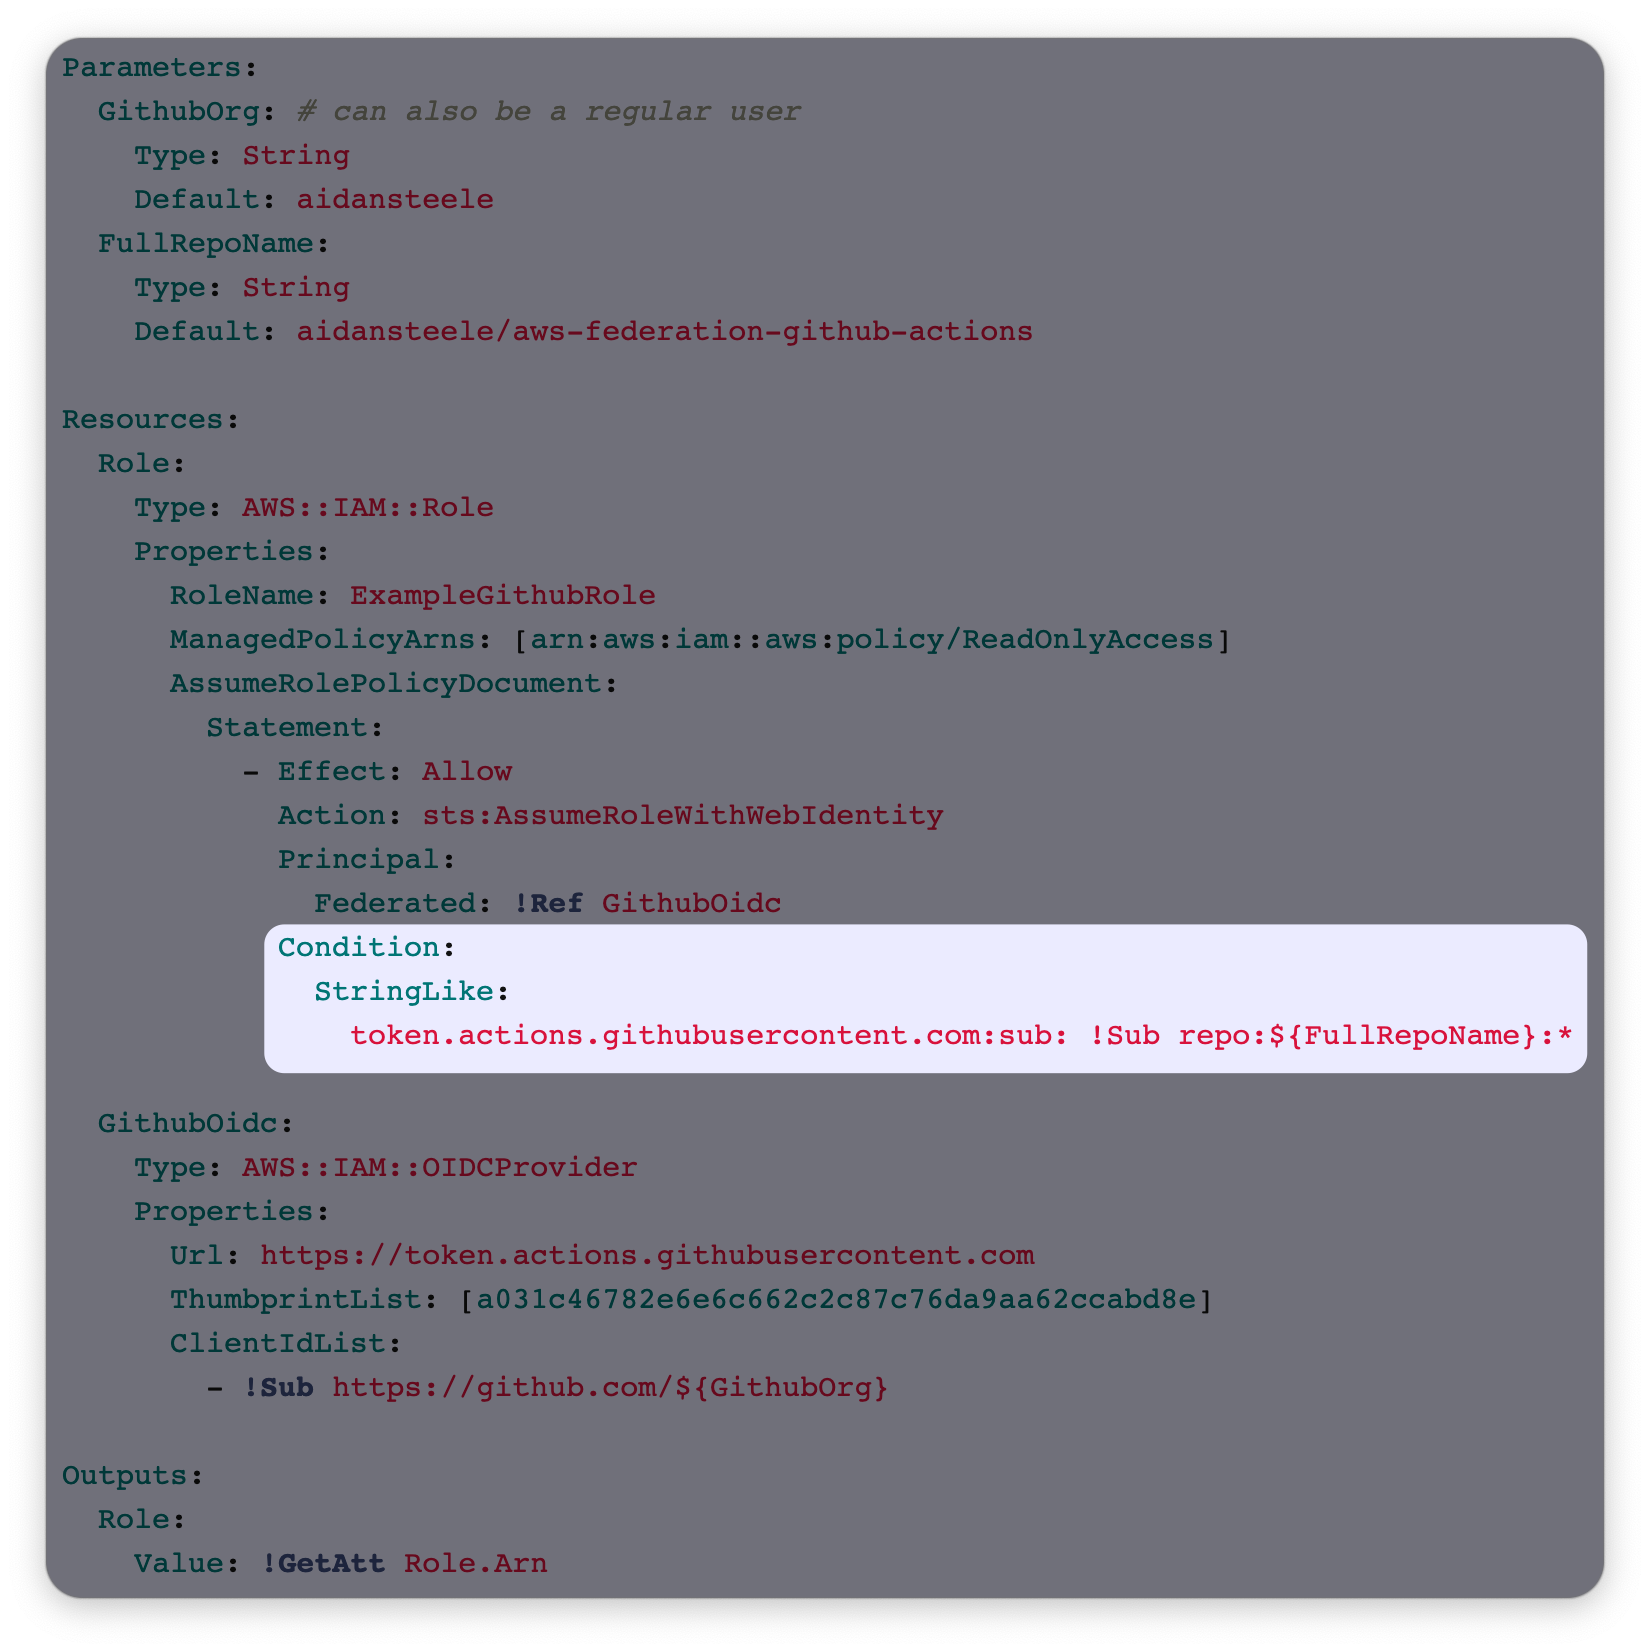 Parameters:
  GithubOrg: # can also be a regular user
    Type: String
    Default: aidansteele
  FullRepoName:
    Type: String
    Default: aidansteele/aws-federation-github-actions

Resources:
  Role:
    Type: AWS::IAM::Role
    Properties:
      RoleName: ExampleGithubRole
      ManagedPolicyArns: [arn:aws:iam::aws:policy/ReadOnlyAccess]
      AssumeRolePolicyDocument:
        Statement:
          - Effect: Allow
            Action: sts:AssumeRoleWithWebIdentity
            Principal:
              Federated: !Ref GithubOidc
            Condition:
              StringLike:
                token.actions.githubusercontent.com:sub: !Sub repo:${FullRepoName}:*

  GithubOidc:
    Type: AWS::IAM::OIDCProvider
    Properties:
      Url: https://token.actions.githubusercontent.com
      ThumbprintList: [a031c46782e6e6c662c2c87c76da9aa62ccabd8e]
      ClientIdList:
        - !Sub https://github.com/${GithubOrg}

Outputs:
  Role:
    Value: !GetAtt Role.Arn